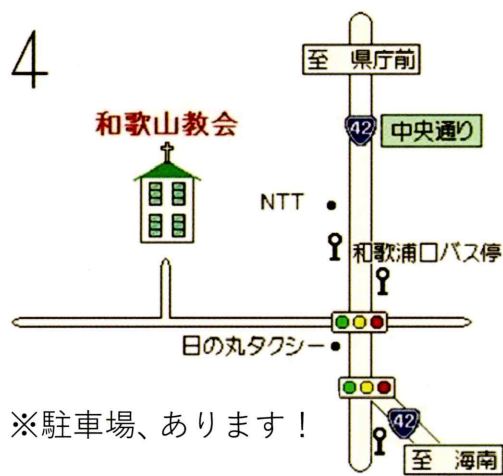 4
至 県庁前
和歌山教会
42
中央通り
NTT
和歌浦口バス停
日の丸タクシー
※駐車場、あります！
42
至 海南